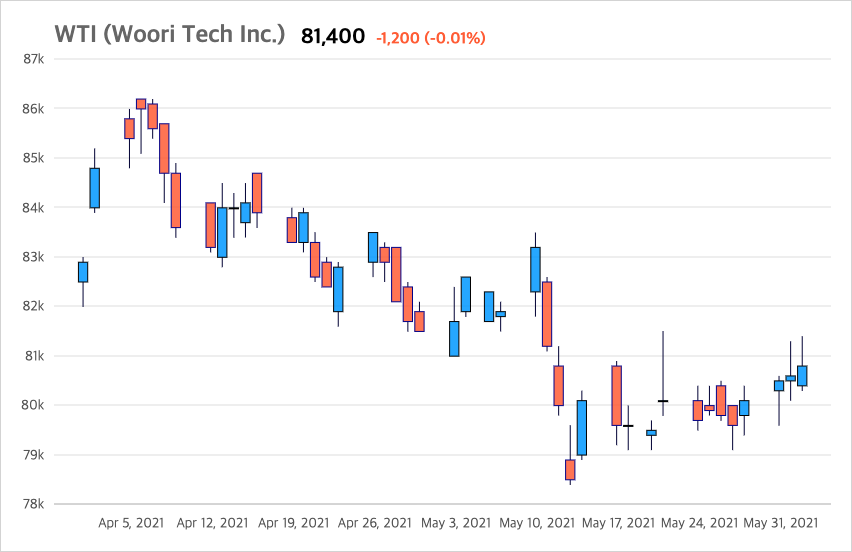 WTI (Woori Tech Inc.) 81,400 -1,200 (-0.01%)
87k
86k
85k
84k
83k
82k
81k
80k
79k
78k
Apr 5, 2021 Apr 12, 2021 Apr 19, 2021 Apr 26, 2021 May 3, 2021 May 10, 2021 May 17, 2021 May 24, 2021 May 31, 2021